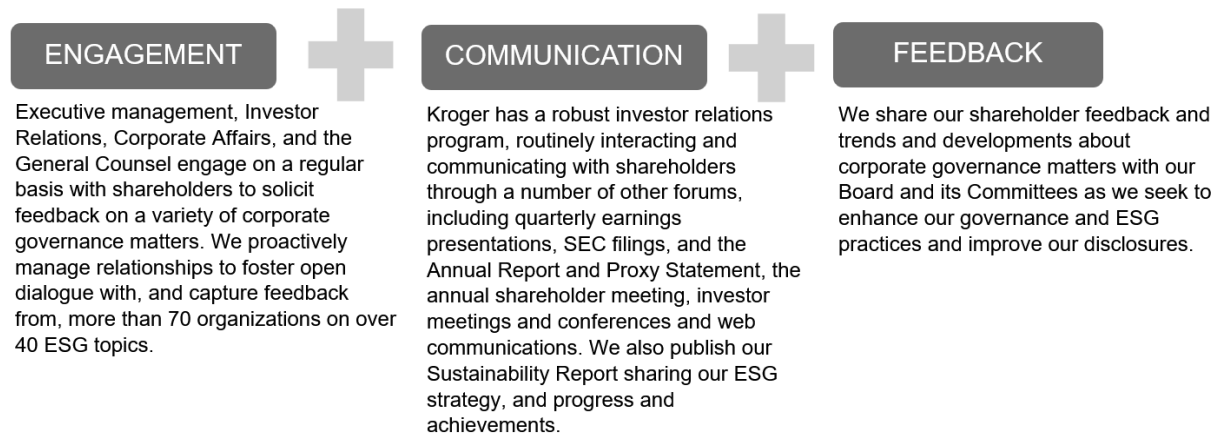 ENGAGEMENT
Executive management, Investor
Relations, Corporate Affairs, and the
General Counsel engage on a regular
basis with shareholders to solicit
feedback on a variety of corporate
governance matters. We proactively
manage relationships to foster open
dialogue with, and capture feedback
from, more than 70 organizations on over
40 ESG topics.
COMMUNICATION
Kroger has a robust investor relations
program, routinely interacting and
communicating with shareholders
through a number of other forums,
including quarterly earnings
presentations, SEC filings, and the
Annual Report and Proxy Statement, the
annual shareholder meeting, investor
meetings and conferences and web
communications. We also publish our
Sustainability Report sharing our ESG
strategy, and progress and
achievements.
FEEDBACK
We share our shareholder feedback and
trends and developments about
corporate governance matters with our
Board and its Committees as we seek to
enhance our governance and ESG
practices and improve our disclosures.